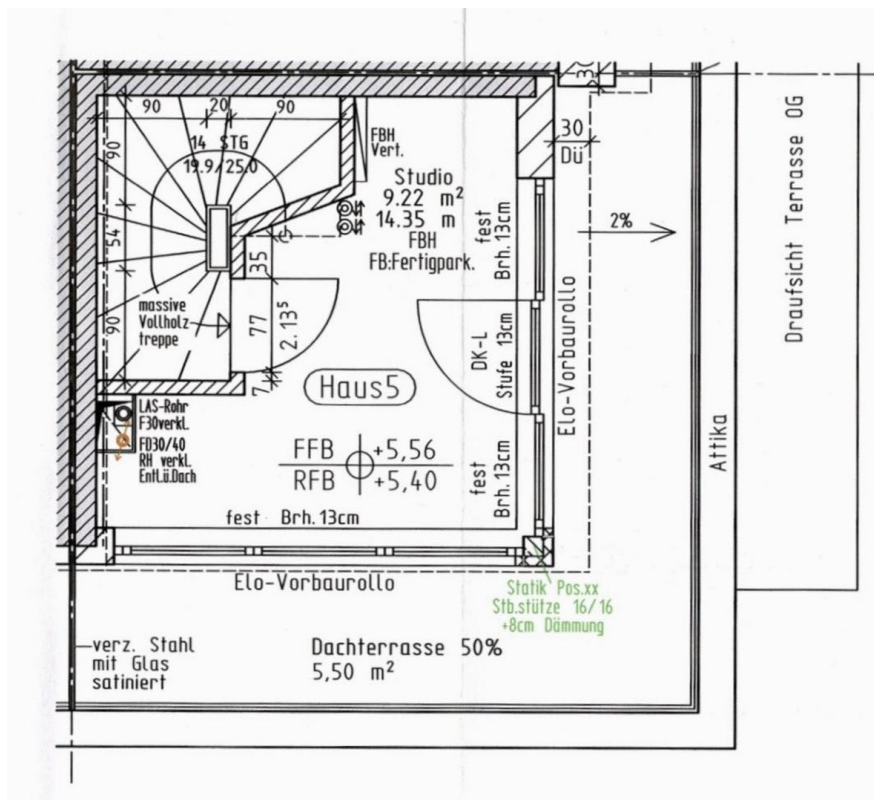 90
20
90
30
90
14 STG
19.9/25.0
54
90
FBH
Vert.
Studio
9.22 m²
14.35 m
FBH
FB:Fertigpark.
30
Dü
2%
fest
Brh. 13cm
Elo-Vorbaurollo
Draufsicht Terrasse OG
35
77
2.13⁵
7
massive
Vollholz
treppe
DK-L
Stufe 13cm
Haus5
LAS-Rohr
F30verkl.
FD30/40
RH verkl.
Entl.ü.Dach
FFB +5,56
RFB +5,40
fest
Brh. 13cm
Attika
fest Brh. 13cm
Elo-Vorbaurollo
Statik Pos.xx
Stb.stütze 16/16
+8cm Dämmung
verz. Stahl
mit Glas
satiniert
Dachterrasse 50%
5,50 m²